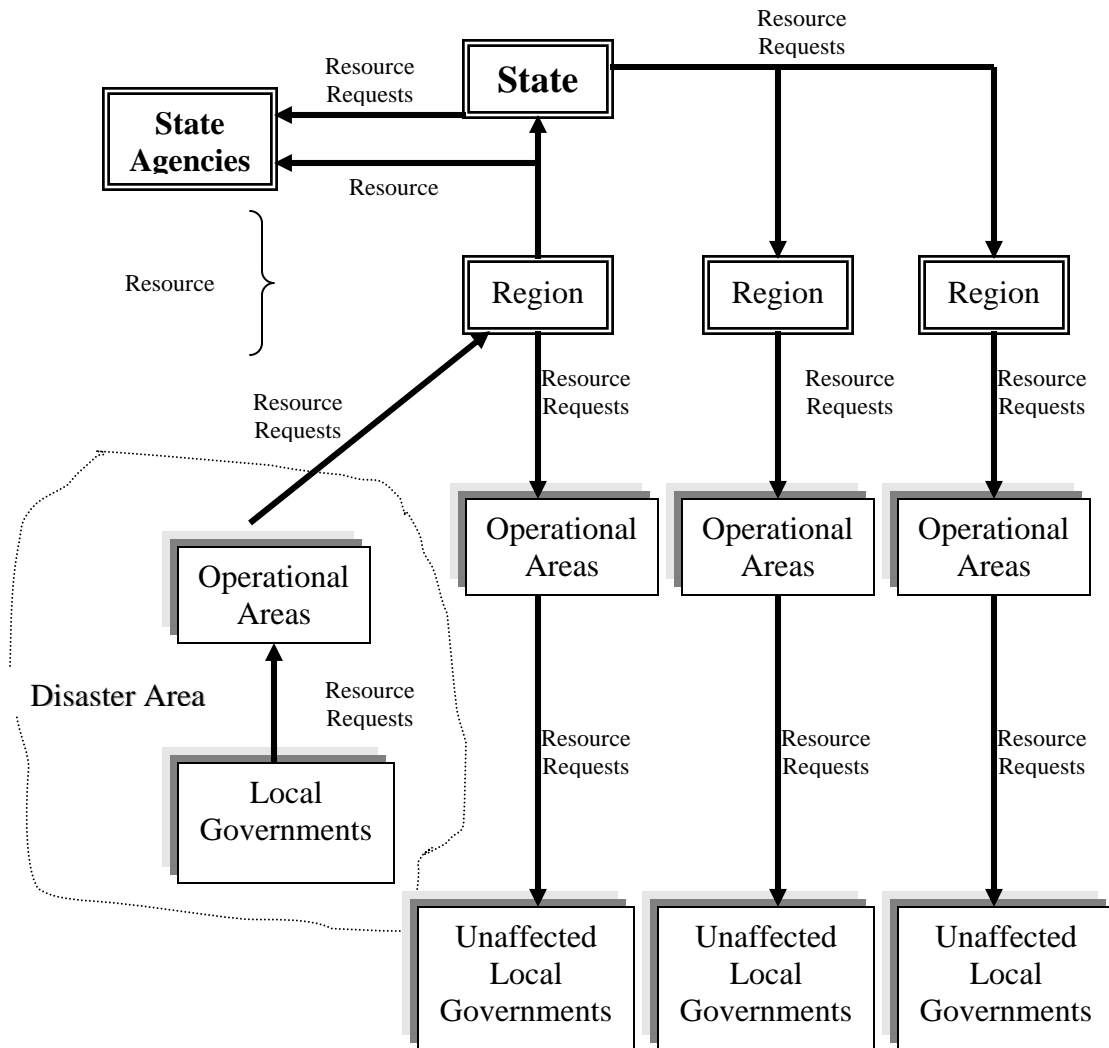 Resource
Requests
State
Resource
Requests
State
Agencies
Resource
Resource
Region
Region
Region
Resource
Requests
Resource
Requests
Resource
Requests
Resource
Requests
Operational
Areas
Operational
Areas
Operational
Areas
Operational
Areas
Disaster Area
Resource
Requests
Resource
Requests
Resource
Requests
Resource
Requests
Local
Governments
Unaffected
Local
Governments
Unaffected
Local
Governments
Unaffected
Local
Governments